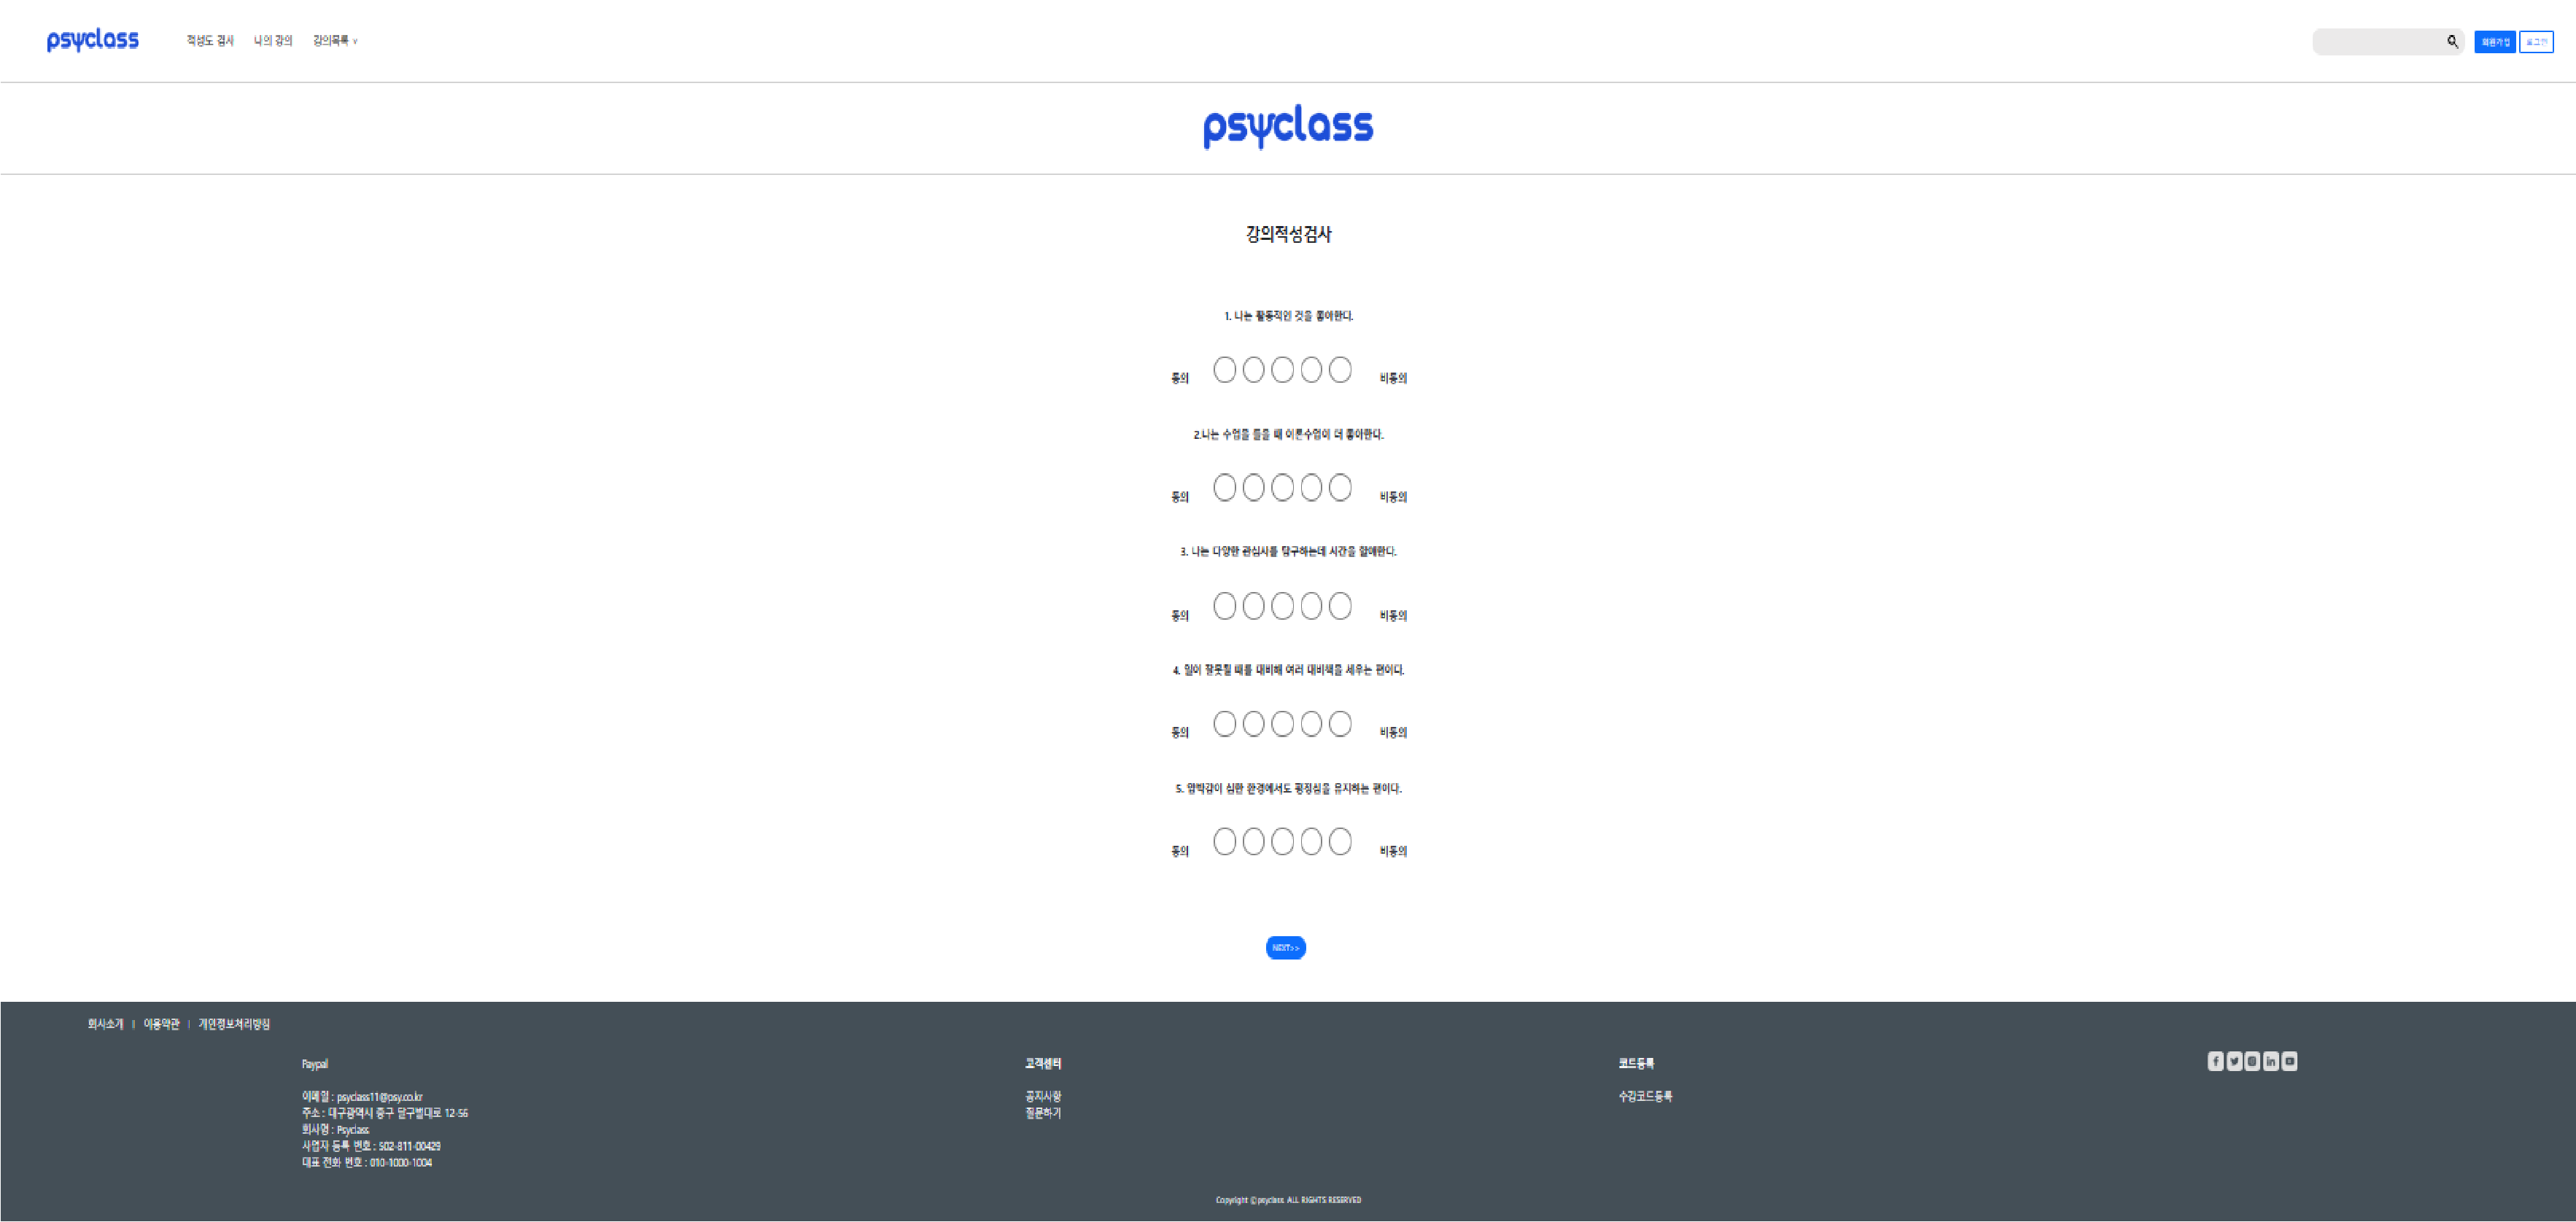 psyclass
적성도 검사 나의 강의 강의목록 ∨
회원가입 로그인
psyclass
강의적성검사
1. 나는 활동적인 것을 좋아한다.
동의 비동의
2.나는 수업을 들을 때 이론수업이 더 좋아한다.
동의 비동의
3. 나는 다양한 관심사를 탐구하는데 시간을 할애한다.
동의 비동의
4. 일이 잘못될 때를 대비해 여러 대비책을 세우는 편이다.
동의 비동의
5. 압박감이 심한 환경에서도 평정심을 유지하는 편이다.
동의 비동의
NEXT>>
회사소개 | 이용약관 | 개인정보처리방침
Paypal
이메일 : psyclass11@psy.co.kr
주소 : 대구광역시 중구 달구벌대로 12-56
회사명 : Psyclass
사업자 등록 번호 : 502-811-00429
대표 전화 번호 : 010-1000-1004
고객센터
공지사항
질문하기
코드등록
수강코드등록
Copyright ⓒ psyclass. ALL RIGHTS RESERVED